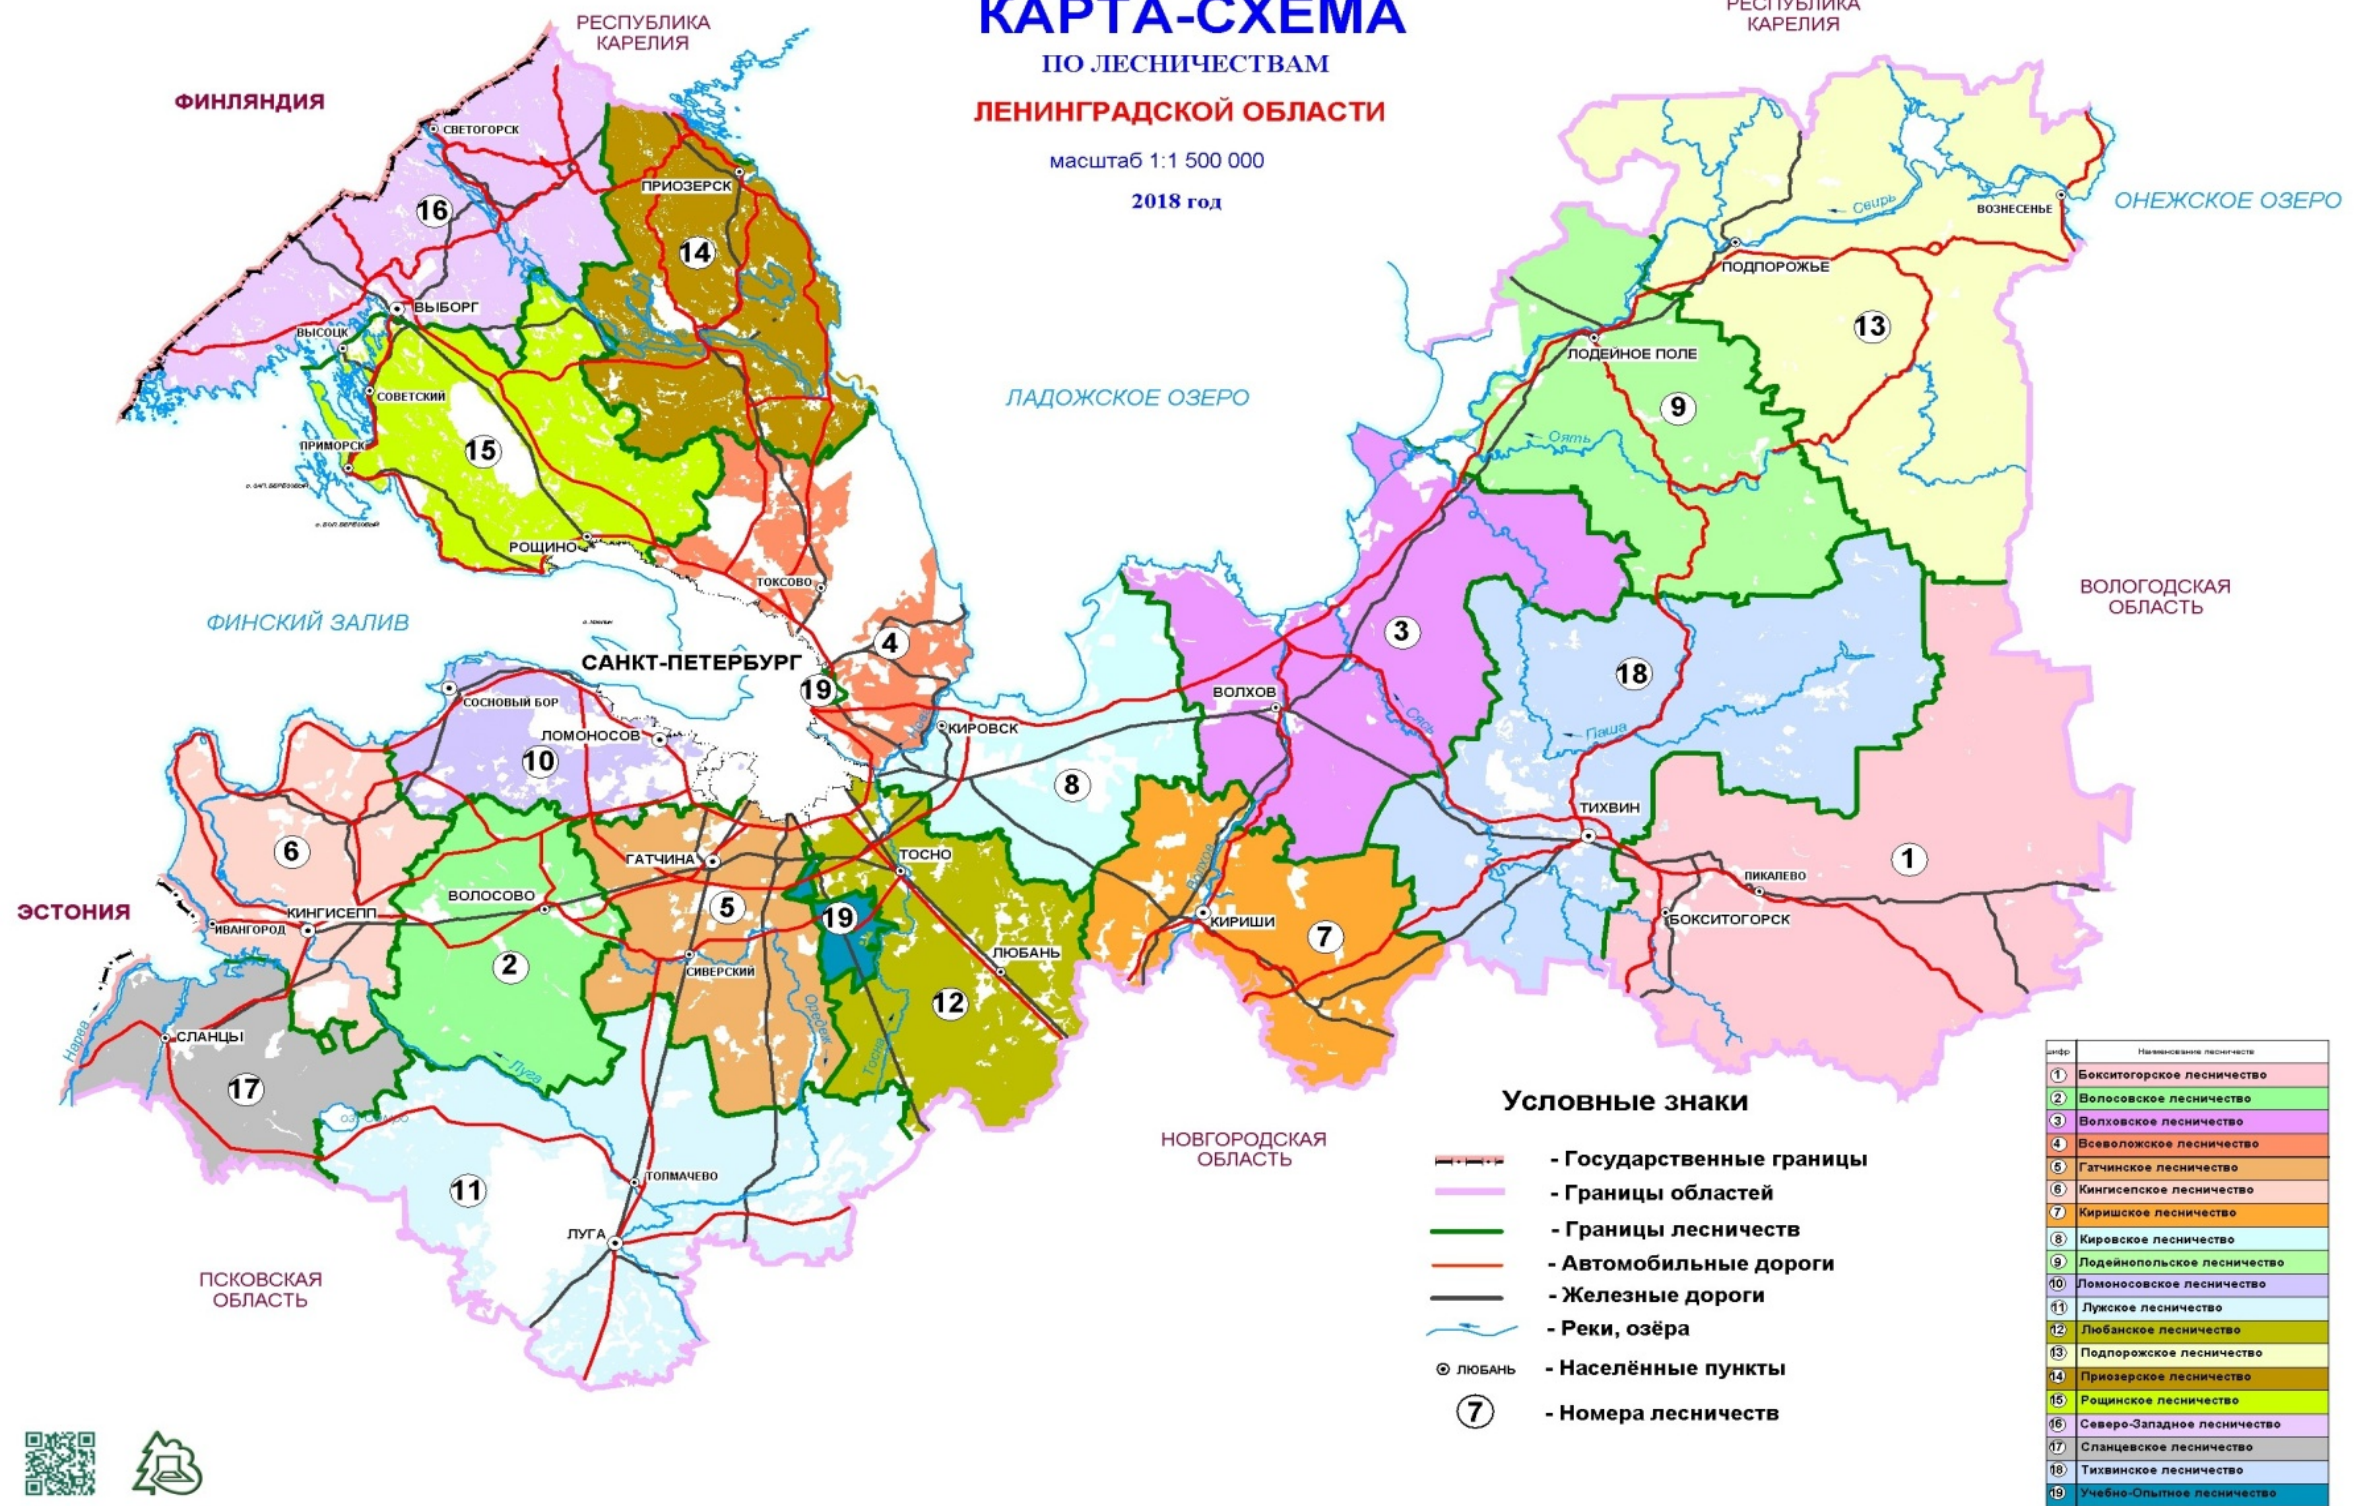 РЕСПУБЛИКА
КАРЕЛИЯ
КАРТА-СХЕМА
ПО ЛЕСНИЧЕСТВАМ
ЛЕНИНГРАДСКОЙ ОБЛАСТИ
масштаб 1:1 500 000
2018 год
РЕСПУБЛИКА
КАРЕЛИЯ
ФИНЛЯНДИЯ
СВЕТОГОРСК
ПРИОЗЕРСК
16
14
ВЫБОРГ
ВЫСОЦК
СОВЕТСКИЙ
ПРИМОРСК
15
РОЩИНО
ТОКСОВО
ЛАДОЖСКОЕ ОЗЕРО
ОНЕЖСКОЕ ОЗЕРО
ВОЗНЕСЕНЬЕ
Свирь
ПОДПОРОЖЬЕ
13
ЛОДЕЙНОЕ ПОЛЕ
9
Оять
ВОЛОГОДСКАЯ
ОБЛАСТЬ
ФИНСКИЙ ЗАЛИВ
САНКТ-ПЕТЕРБУРГ
4
19
3
18
СОСНОВЫЙ БОР
ЛОМОНОСОВ
10
КИРОВСК
ВОЛХОВ
Сясь
Паша
8
ТИХВИН
6
ГАТЧИНА
ТОСНО
Волхов
1
ПИКАЛЕВО
БОКСИТОГОРСК
ЭСТОНИЯ
ВОЛОСОВО
КИНГИСЕПП
ИВАНГОРОД
5
19
КИРИШИ
7
2
СИВЕРСКИЙ
ЛЮБАНЬ
12
Оредеж
Тосна
Нарва
СЛАНЦЫ
17
Луга
11
ТОЛМАЧЕВО
ЛУГА
ПСКОВСКАЯ
ОБЛАСТЬ
НОВГОРОДСКАЯ
ОБЛАСТЬ
Условные знаки
- Государственные границы
- Границы областей
- Границы лесничеств
- Автомобильные дороги
- Железные дороги
- Реки, озёра
ЛЮБАНЬ - Населённые пункты
7 - Номера лесничеств
шифр Наименование лесничеств
1 Бокситогорское лесничество
2 Волосовское лесничество
3 Волховское лесничество
4 Всеволожское лесничество
5 Гатчинское лесничество
6 Кингисепское лесничество
7 Киришское лесничество
8 Кировское лесничество
9 Лодейнопольское лесничество
10 Ломоносовское лесничество
11 Лужское лесничество
12 Любанское лесничество
13 Подпорожское лесничество
14 Приозерское лесничество
15 Рощинское лесничество
16 Северо-Западное лесничество
17 Сланцевское лесничество
18 Тихвинское лесничество
19 Учебно-Опытное лесничество